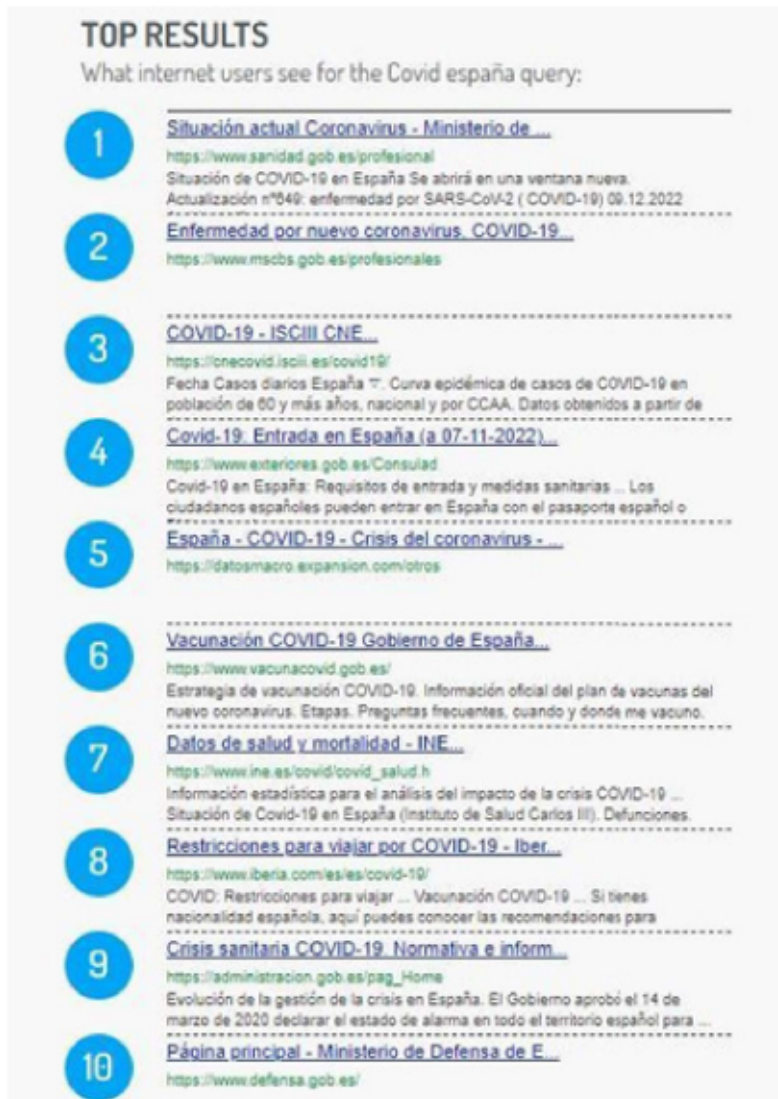 TOP RESULTS
What internet users see for the Covid españa query:
1
Situación actual Coronavirus - Ministerio de ...
https://www.sanidad.gob.es/profesional
Situación de COVID-19 en España Se abrirá en una ventana nueva.
Actualización nº649: enfermedad por SARS-CoV-2 ( COVID-19) 09.12.2022
2
Enfermedad por nuevo coronavirus, COVID-19...
https://www.mscbs.gob.es/profesionales
3
COVID-19 - ISCIII CNE...
https://cnecovid.isciii.es/covid19/
Fecha Casos diarios España ▽. Curva epidémica de casos de COVID-19 en
población de 60 y más años, nacional y por CCAA. Datos obtenidos a partir de
4
Covid-19: Entrada en España (a 07-11-2022)...
https://www.exteriores.gob.es/Consulad
Covid-19 en España: Requisitos de entrada y medidas sanitarias ... Los
ciudadanos españoles pueden entrar en España con el pasaporte español o
5
España - COVID-19 - Crisis del coronavirus - ...
https://datosmacro.expansion.com/otros
6
Vacunación COVID-19 Gobierno de España...
https://www.vacunacovid.gob.es/
Estrategia de vacunación COVID-19. Información oficial del plan de vacunas del
nuevo coronavirus. Etapas. Preguntas frecuentes, cuando y donde me vacuno.
7
Datos de salud y mortalidad - INE...
https://www.ine.es/covid/covid_salud.h
Información estadística para el análisis del impacto de la crisis COVID-19 ...
Situación de Covid-19 en España (Instituto de Salud Carlos III). Defunciones.
8
Restricciones para viajar por COVID-19 - Iber...
https://www.iberia.com/es/es/covid-19/
COVID: Restricciones para viajar ... Vacunación COVID-19 ... Si tienes
nacionalidad española, aquí puedes conocer las recomendaciones para
9
Crisis sanitaria COVID-19. Normativa e inform...
https://administracion.gob.es/pag_Home
Evolución de la gestión de la crisis en España. El Gobierno aprobó el 14 de
marzo de 2020 declarar el estado de alarma en todo el territorio español para ...
10
Página principal - Ministerio de Defensa de E...
https://www.defensa.gob.es/